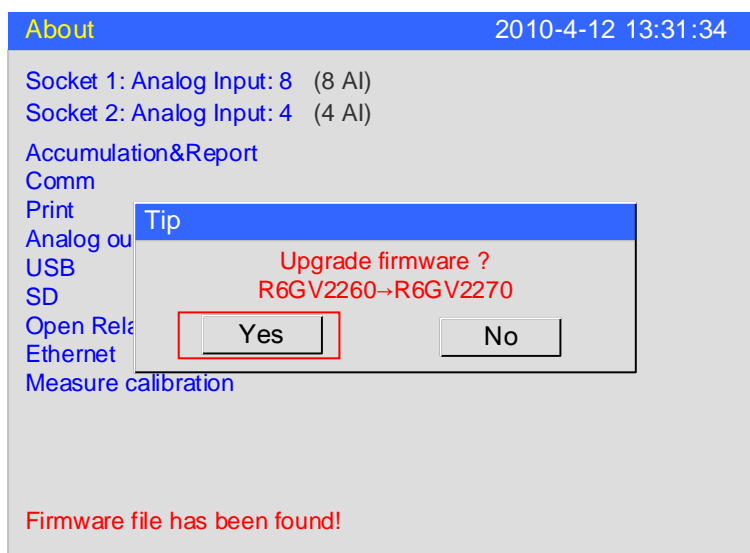 About 2010-4-12 13:31:34
Socket 1: Analog Input: 8 (8 AI)
Socket 2: Analog Input: 4 (4 AI)
Accumulation&Report
Comm
Print
Analog ou
USB
SD
Open Rela
Ethernet
Measure calibration
Tip
Upgrade firmware ?
R6GV2260→R6GV2270
Yes No
Firmware file has been found!